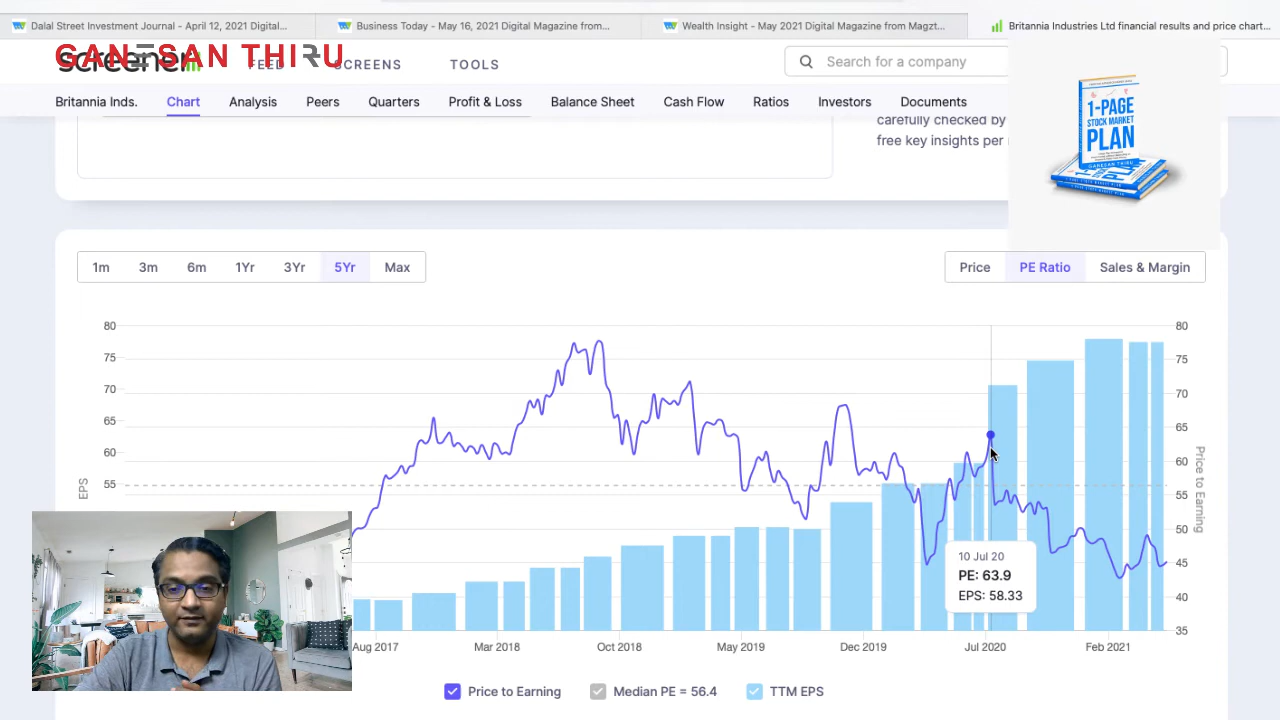 Dalal Street Investment Journal - April 12, 2021 Digital...
Business Today - May 16, 2021 Digital Magazine from...
Wealth Insight - May 2021 Digital Magazine from Magzt...
Britannia Industries Ltd financial results and price chart...
GANESAN THIRU
screener
FEED
SCREENS
TOOLS
Search for a company
Britannia Inds.
Chart
Analysis
Peers
Quarters
Profit & Loss
Balance Sheet
Cash Flow
Ratios
Investors
Documents
carefully checked by
free key insights per
1-PAGE
STOCK MARKET
PLAN
GANESAN THIRU
1m
3m
6m
1Yr
3Yr
5Yr
Max
Price
PE Ratio
Sales & Margin
80
75
70
65
60
55
EPS
80
75
70
65
60
55
50
45
40
35
Price to Earning
10 Jul 20
PE: 63.9
EPS: 58.33
Aug 2017
Mar 2018
Oct 2018
May 2019
Dec 2019
Jul 2020
Feb 2021
Price to Earning
Median PE = 56.4
TTM EPS